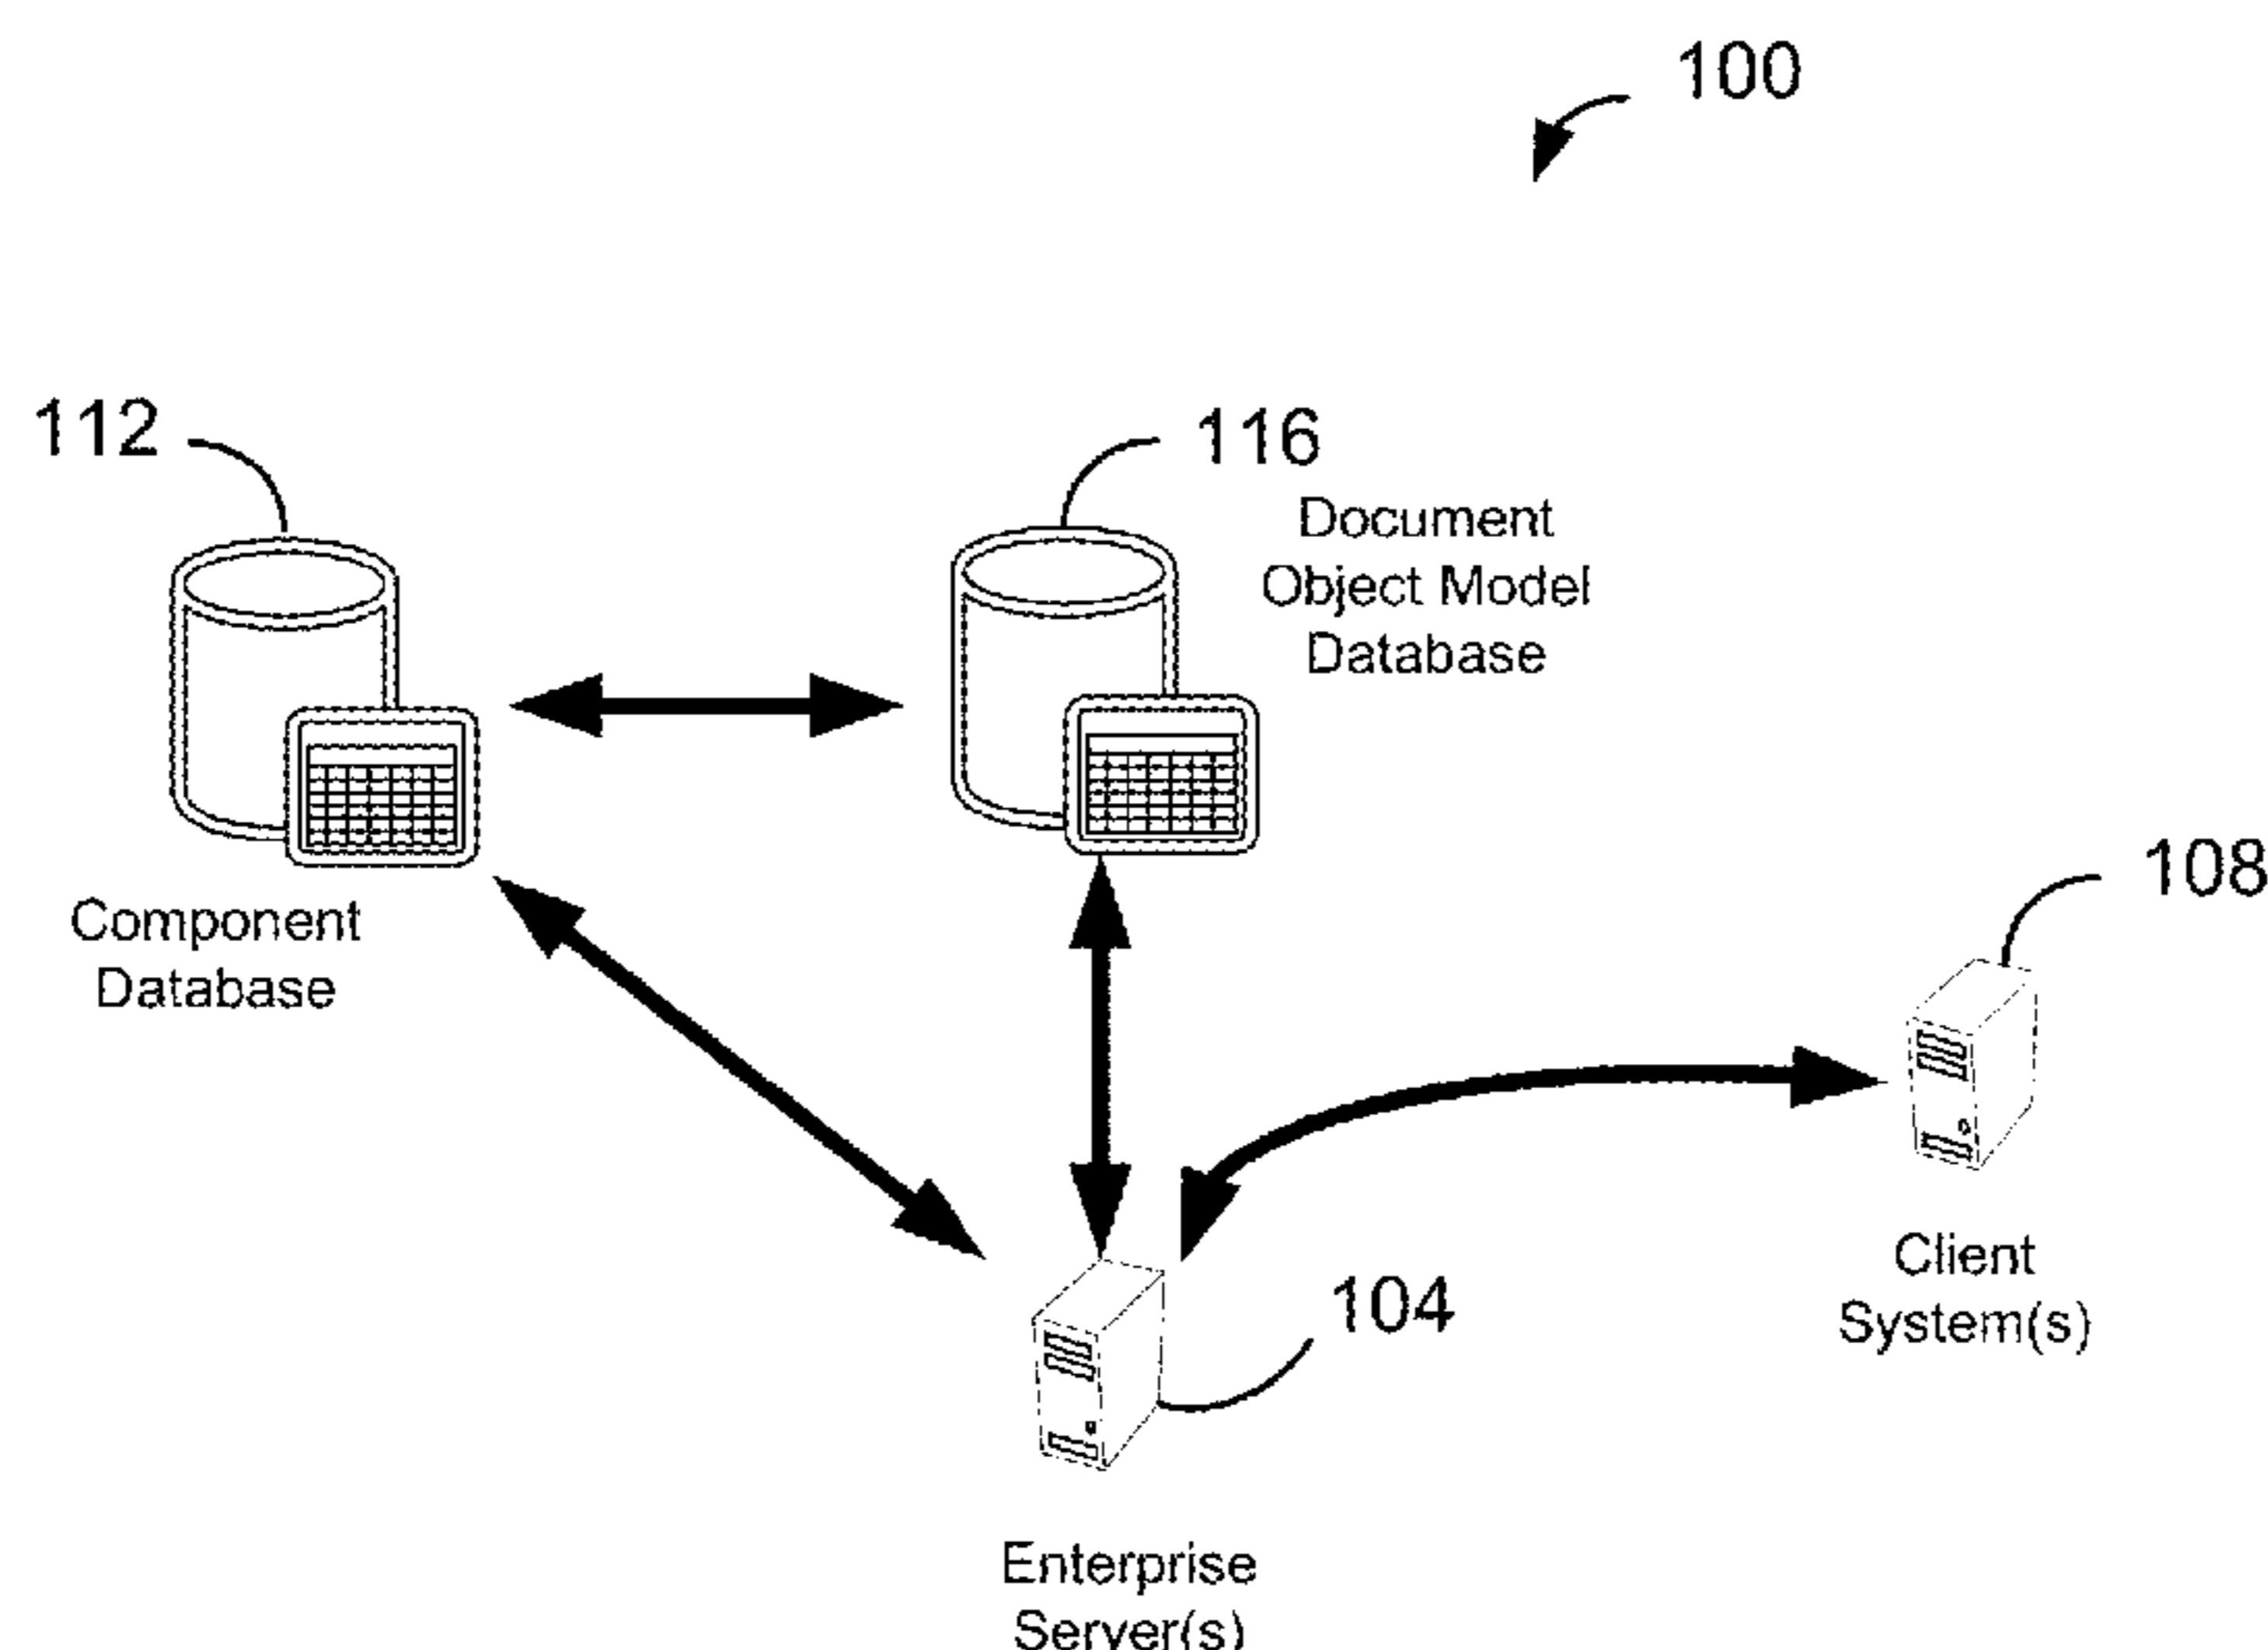 100
112
116
Document
Object Model
Database
108
Component
Database
Client
System(s)
104
Enterprise
Server(s)